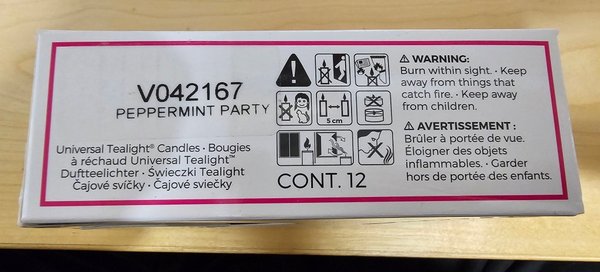 V042167
PEPPERMINT PARTY
Universal Tealight® Candles • Bougies
à réchaud Universal Tealight™
Duftteelichter • Świeczki Tealight
Čajové svíčky • Čajové sviečky
5 cm
CONT. 12
⚠ WARNING:
Burn within sight. • Keep
away from things that
catch fire. • Keep away
from children.
⚠ AVERTISSEMENT :
Brûler à portée de vue.
Éloigner des objets
inflammables. • Garder
hors de portée des enfants.